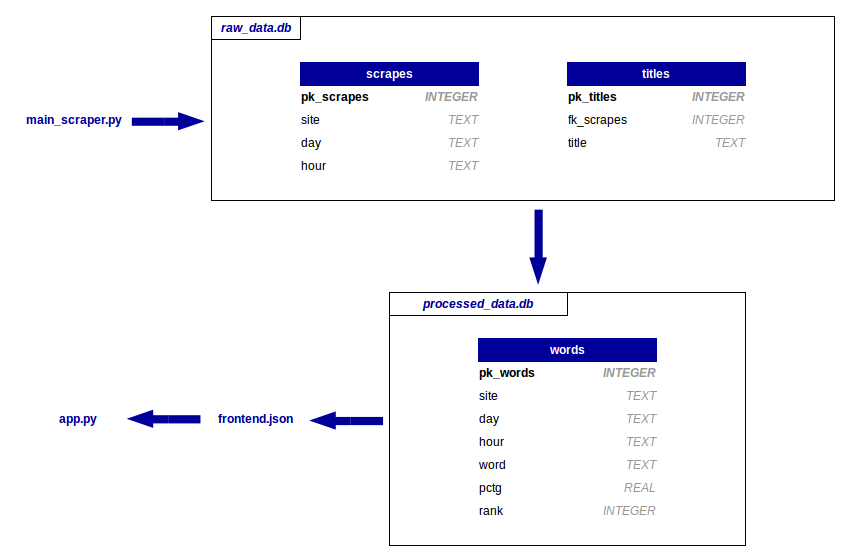 raw_data.db
scrapes
pk_scrapes INTEGER
site TEXT
day TEXT
hour TEXT
titles
pk_titles INTEGER
fk_scrapes INTEGER
title TEXT
main_scraper.py
processed_data.db
words
pk_words INTEGER
site TEXT
day TEXT
hour TEXT
word TEXT
pctg REAL
rank INTEGER
frontend.json
app.py